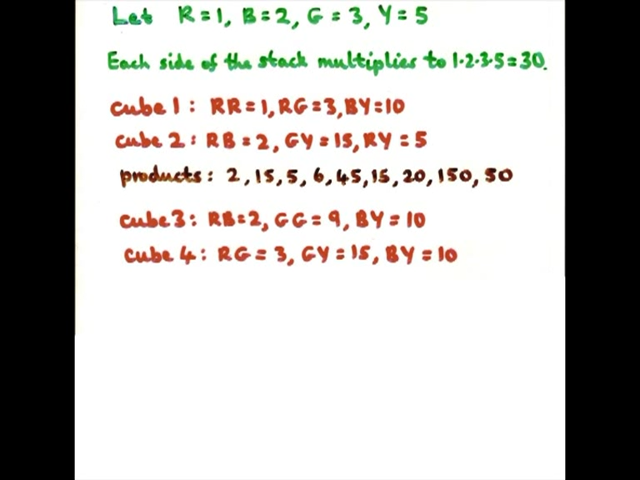 Let R=1, B=2, G=3, Y=5
Each side of the stack multiplies to 1·2·3·5=30.
cube 1: RR=1, RG=3, BY=10
cube 2: RB=2, GY=15, RY=5
products: 2, 15, 5, 6, 45, 15, 20, 150, 50
cube 3: RB=2, GG=9, BY=10
cube 4: RG=3, GY=15, BY=10